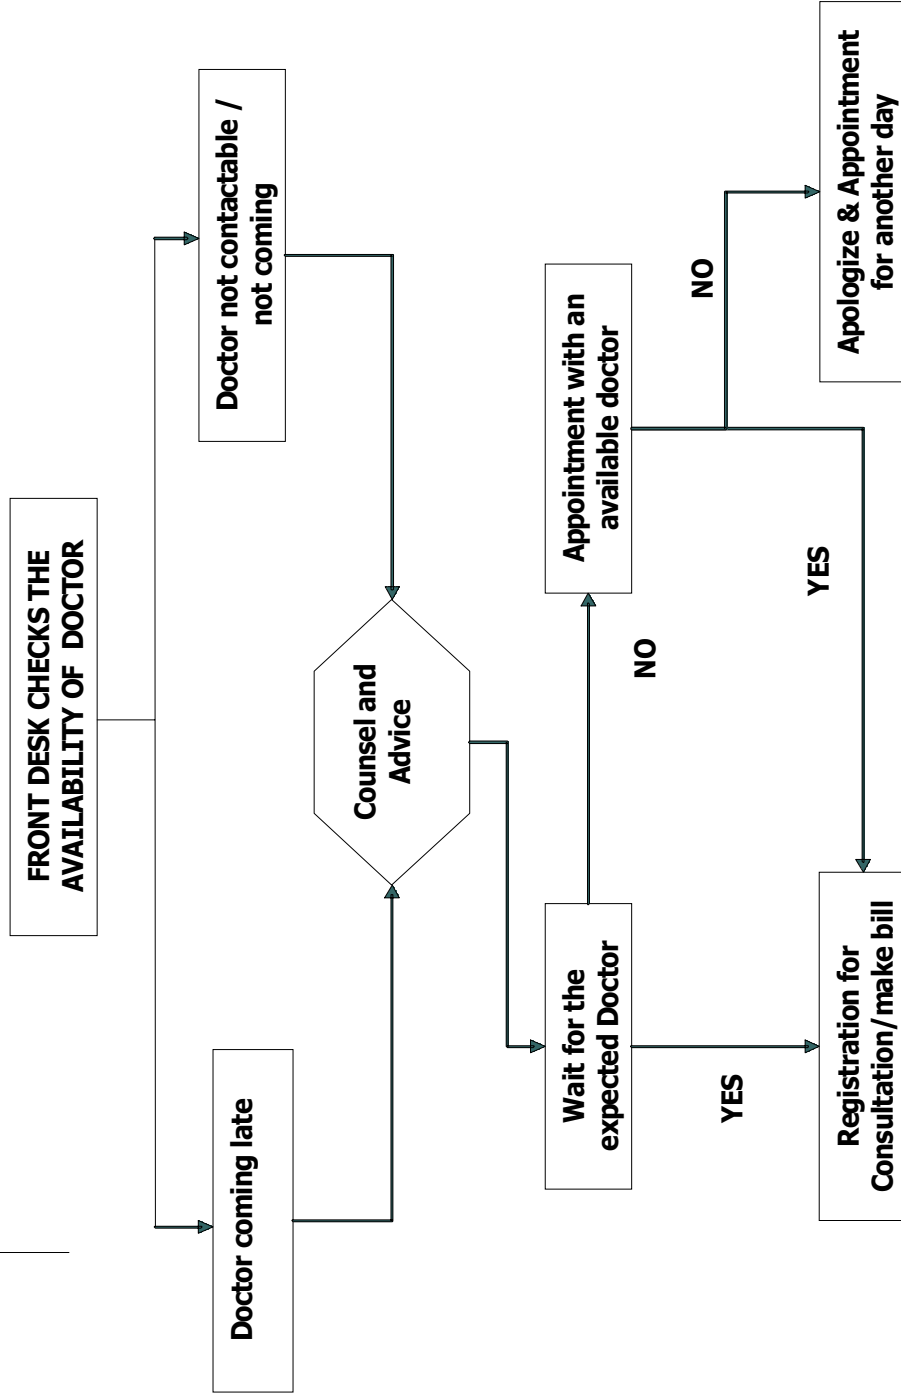 FRONT DESK CHECKS THE
AVAILABILITY OF DOCTOR
Doctor coming late
Doctor not contactable /
not coming
Counsel and
Advice
Wait for the
expected Doctor
NO
Appointment with an
available doctor
YES
YES
NO
Registration for
Consultation/make bill
Apologize & Appointment
for another day